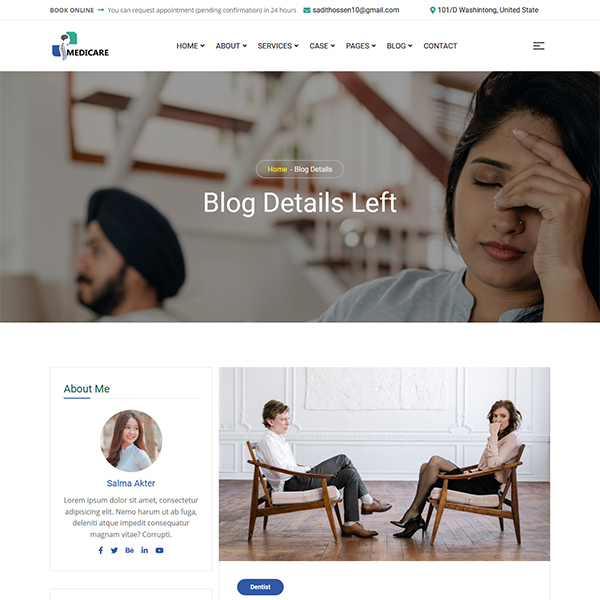 BOOK ONLINE You can request appointment (pending confirmation) in 24 hours sadithossen10@gmail.com 101/D Washintong, United State
MEDICARE HOME ABOUT SERVICES CASE PAGES BLOG CONTACT
Home - Blog Details
Blog Details Left
About Me
Salma Akter
Lorem ipsum dolor sit amet, consectetur
adipisicing elit. Nemo harum ut ab fuga,
deleniti atque impedit consequatur
magnam vitae? Corrupti.
Dentist